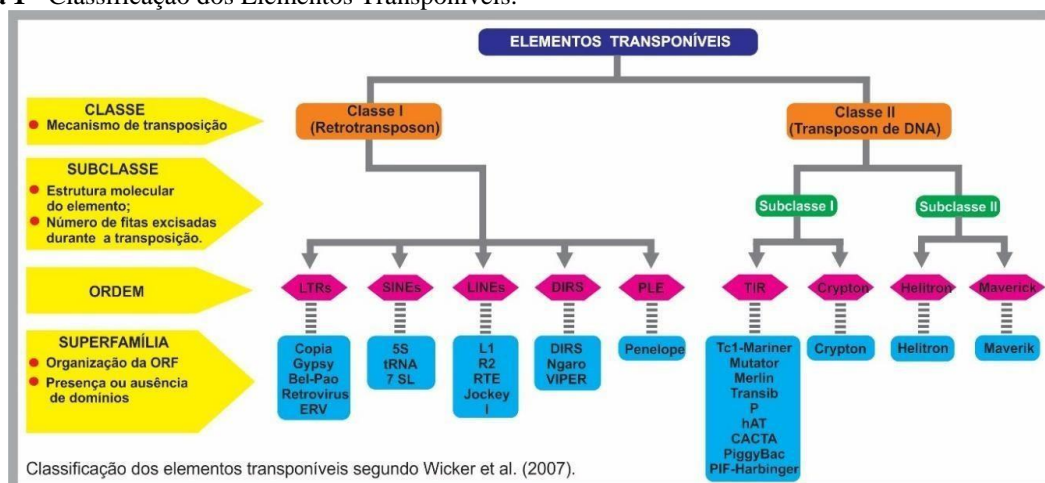 a 1 - Classificação dos Elementos Transponíveis.
ELEMENTOS TRANSPONÍVEIS
CLASSE
Mecanismo de transposição
Classe I
(Retrotransposon)
Classe II
(Transposon de DNA)
SUBCLASSE
Estrutura molecular
do elemento;
Número de fitas excisadas
durante a transposição.
Subclasse I
Subclasse II
ORDEM
LTRs
SINEs
LINEs
DIRS
PLE
TIR
Crypton
Helitron
Maverick
SUPERFAMÍLIA
Organização da ORF
Presença ou ausência
de domínios
Copia
Gypsy
Bel-Pao
Retrovirus
ERV
5S
tRNA
7 SL
L1
R2
RTE
Jockey
I
DIRS
Ngaro
VIPER
Penelope
Tc1-Mariner
Mutator
Merlin
Transib
P
hAT
CACTA
PiggyBac
PIF-Harbinger
Crypton
Helitron
Maverik
Classificação dos elementos transponíveis segundo Wicker et al. (2007).